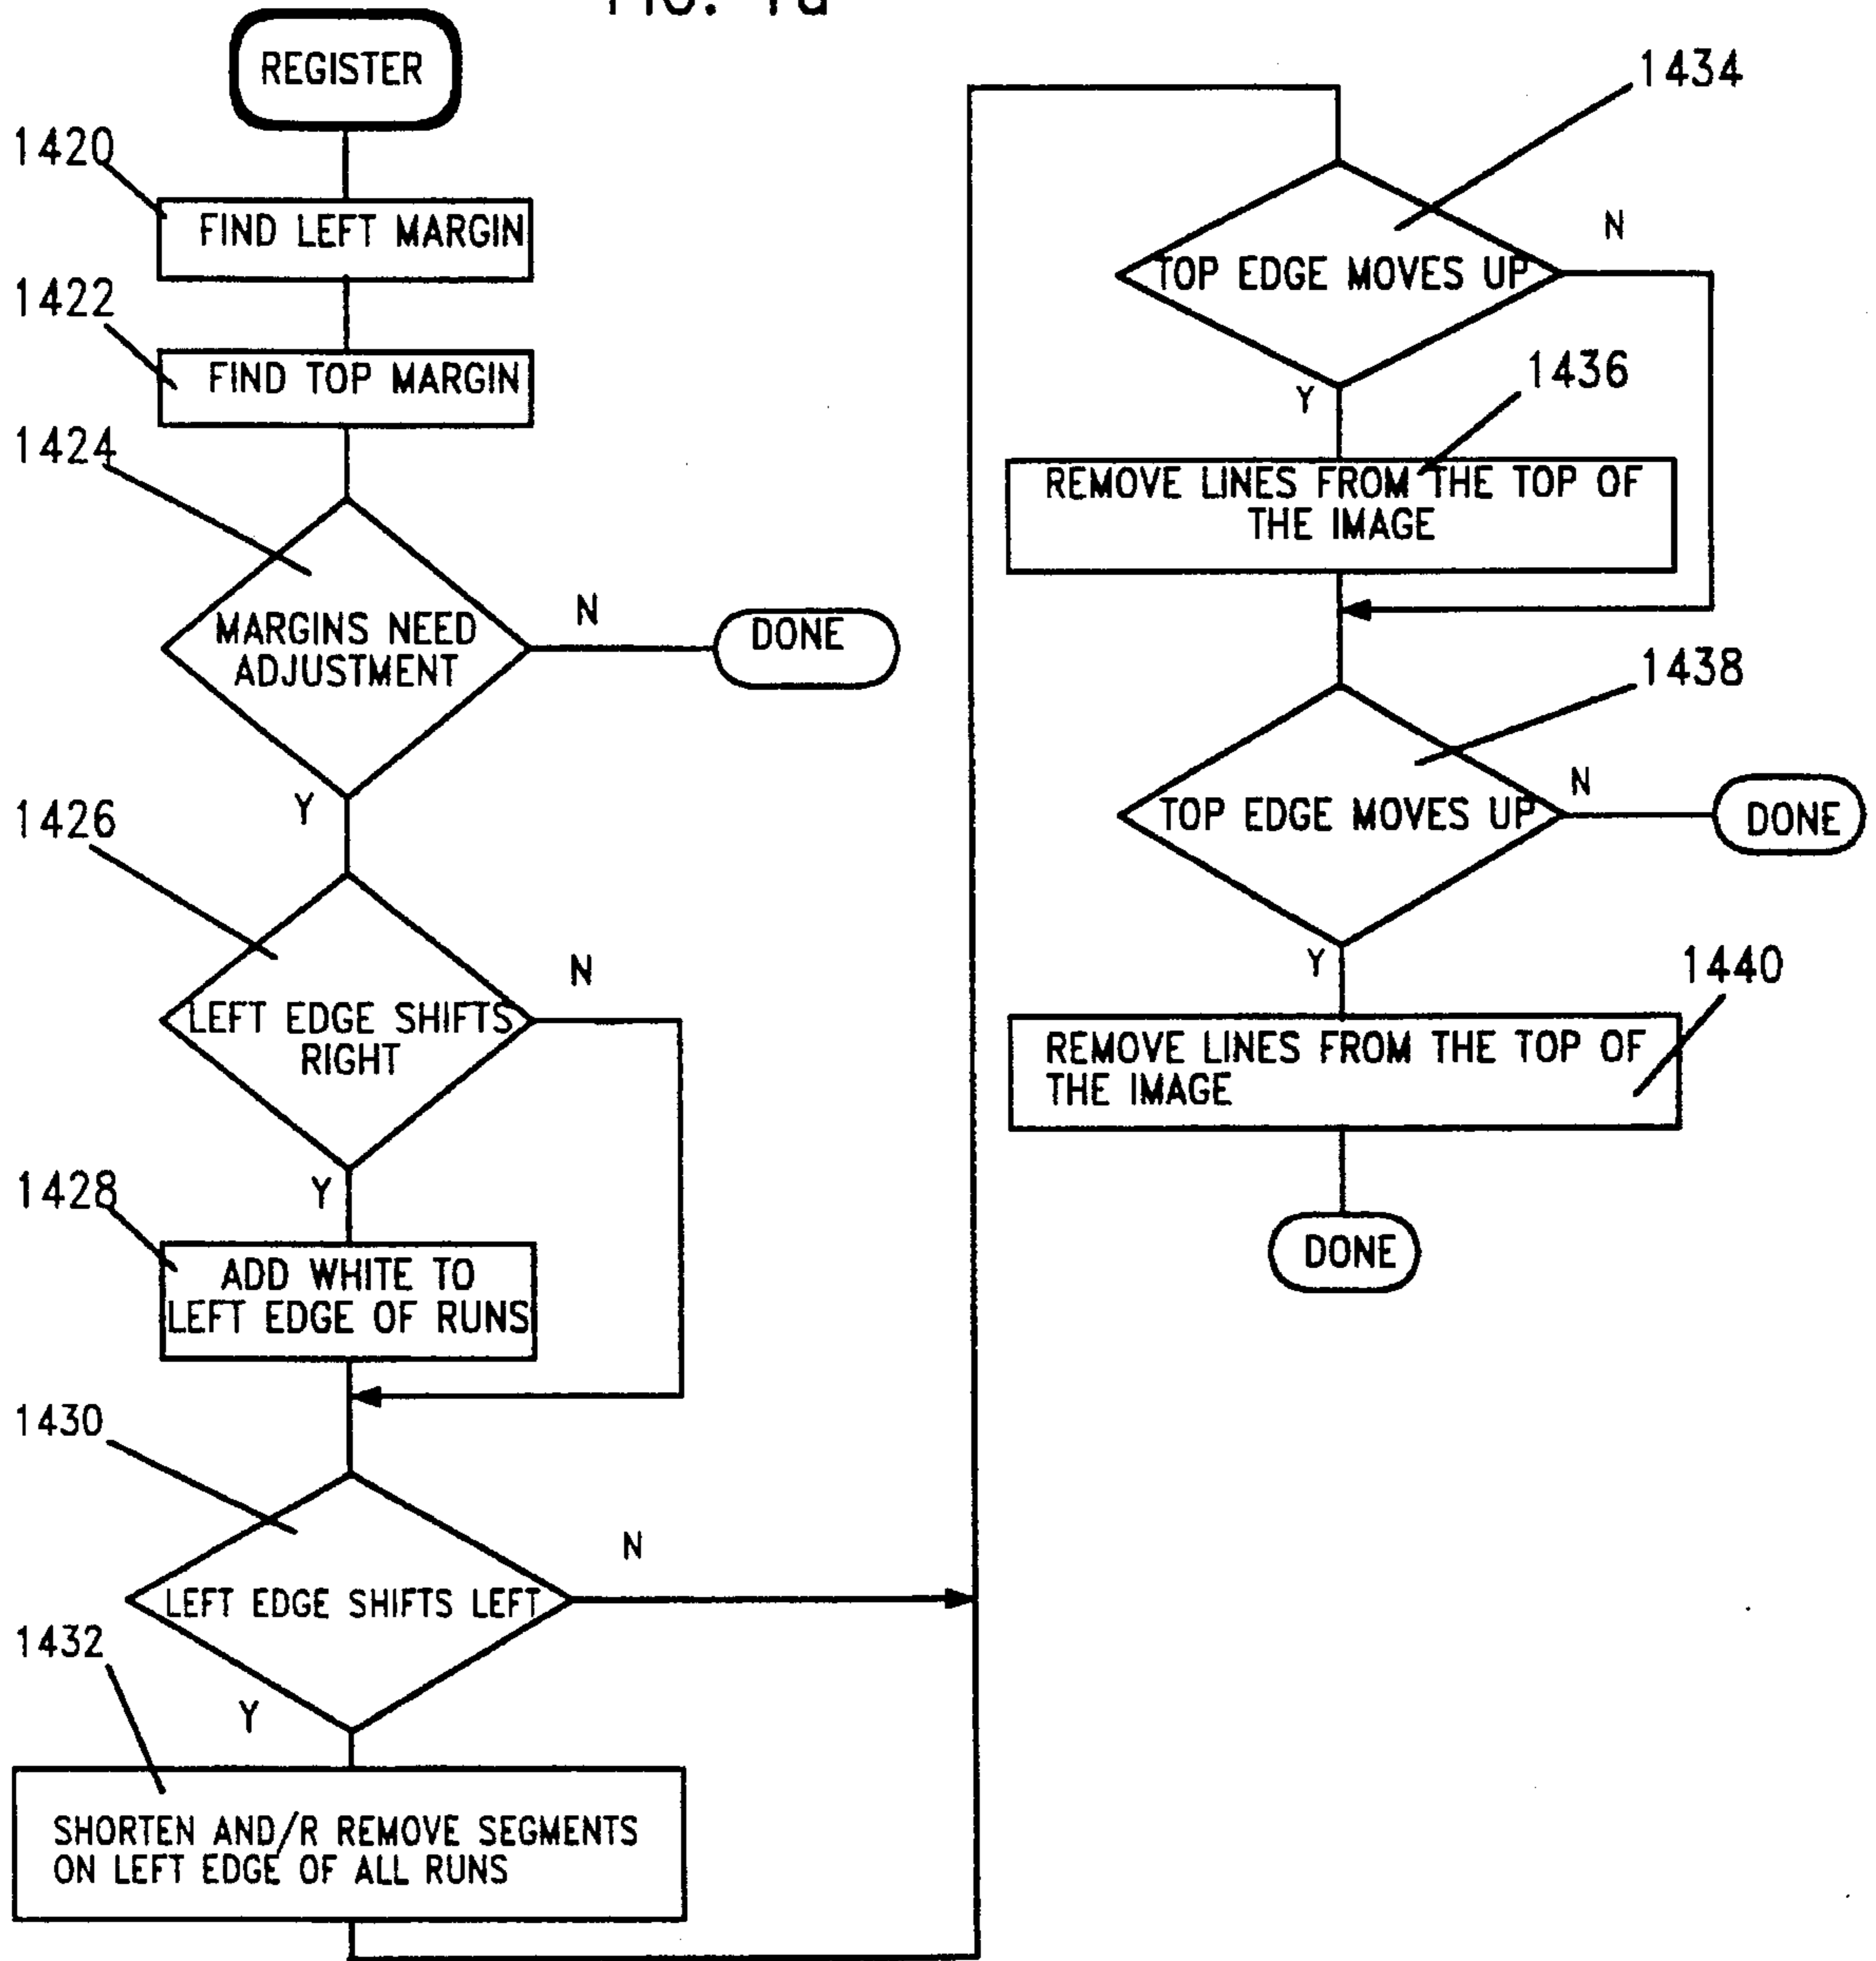 REGISTER
1420
FIND LEFT MARGIN
1422
FIND TOP MARGIN
1424
MARGINS NEED
ADJUSTMENT
N
DONE
Y
1426
LEFT EDGE SHIFTS
RIGHT
N
Y
1428
ADD WHITE TO
LEFT EDGE OF RUNS
1430
LEFT EDGE SHIFTS LEFT
N
1432
Y
SHORTEN AND/R REMOVE SEGMENTS
ON LEFT EDGE OF ALL RUNS
1434
TOP EDGE MOVES UP
N
Y
1436
REMOVE LINES FROM THE TOP OF
THE IMAGE
1438
TOP EDGE MOVES UP
N
DONE
Y
1440
REMOVE LINES FROM THE TOP OF
THE IMAGE
DONE